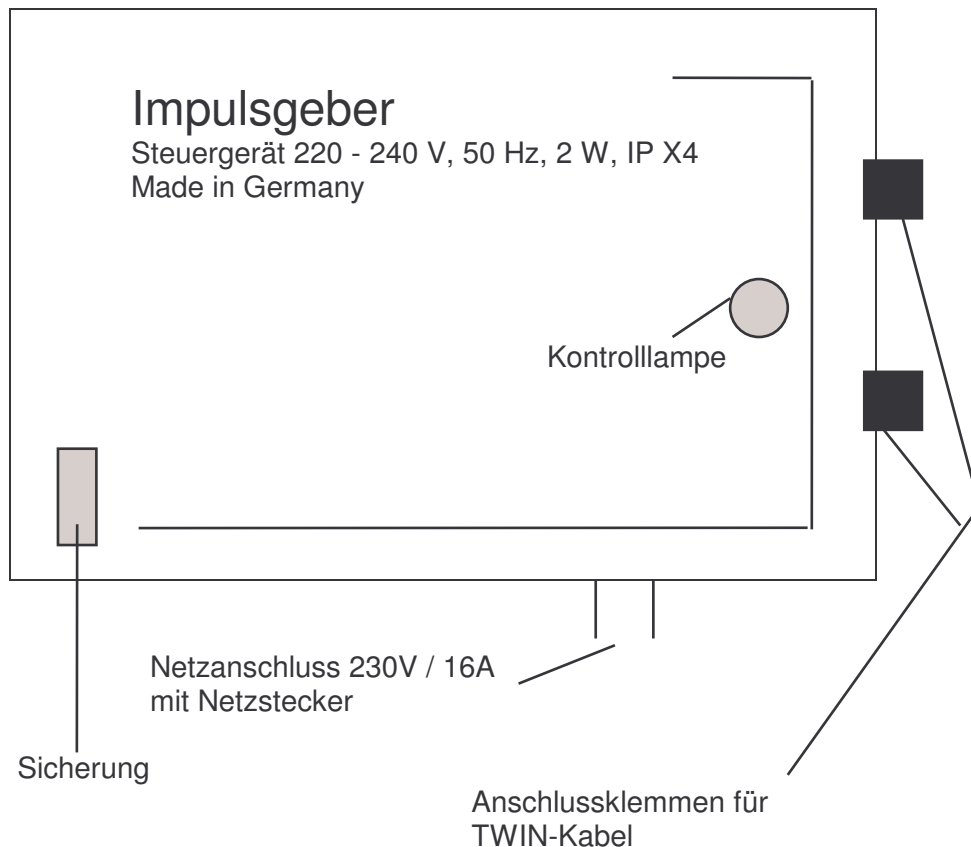 Impulsgeber
Steuergerät 220 - 240 V, 50 Hz, 2 W, IP X4
Made in Germany
Kontrolllampe
Netzanschluss 230V / 16A
mit Netzstecker
Sicherung
Anschlussklemmen für
TWIN-Kabel